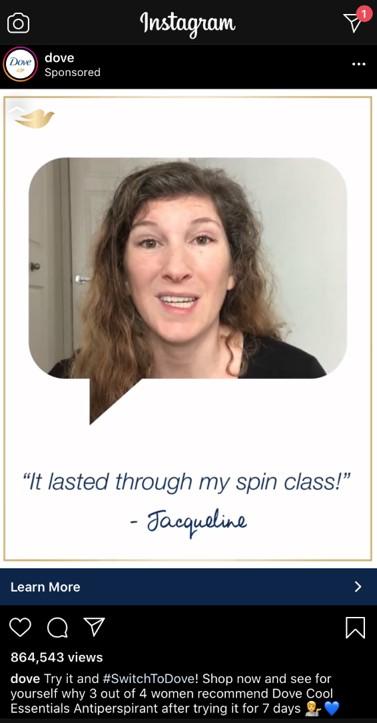 Instagram
1
Dove
dove
Sponsored
“It lasted through my spin class!”
- Jacqueline
Learn More
864,543 views
dove Try it and #SwitchToDove! Shop now and see for
yourself why 3 out of 4 women recommend Dove Cool
Essentials Antiperspirant after trying it for 7 days 💁‍♀️💙